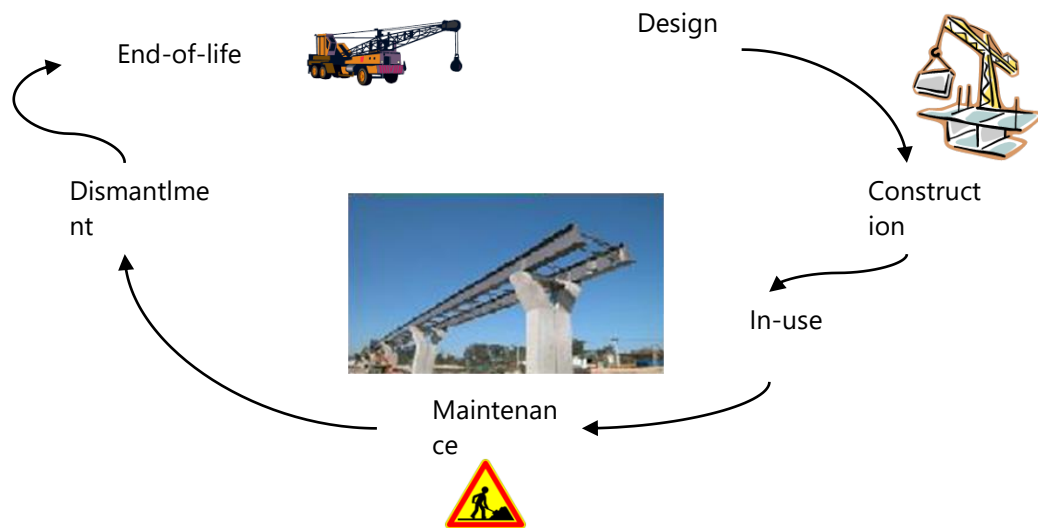 Design
Construct
ion
In-use
Maintenan
ce
Dismantlme
nt
End-of-life